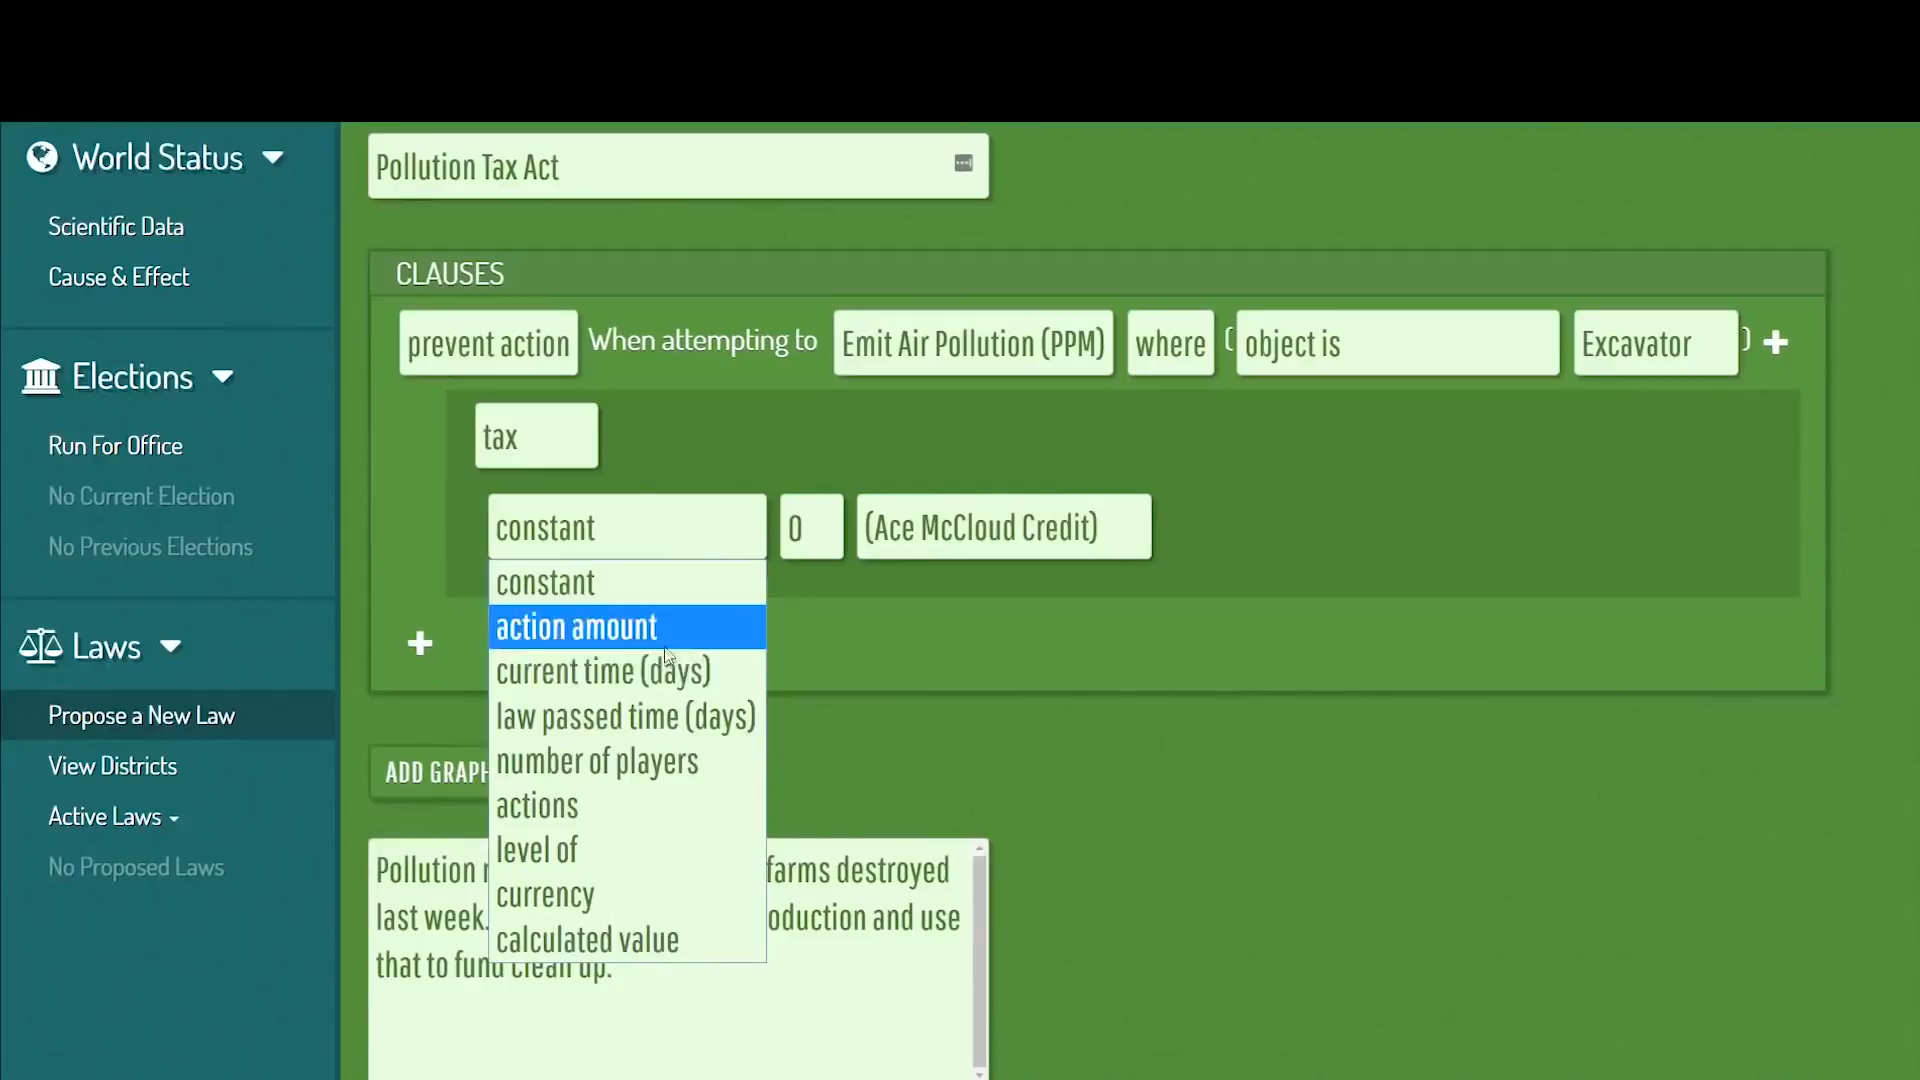 World Status
Scientific Data
Cause & Effect
Elections
Run For Office
No Current Election
No Previous Elections
Laws
Propose a New Law
View Districts
Active Laws
No Proposed Laws
Pollution Tax Act
CLAUSES
prevent action When attempting to Emit Air Pollution (PPM) where ( object is Excavator ) +
tax
constant 0 (Ace McCloud Credit)
constant
action amount
current time (days)
law passed time (days)
number of players
actions
level of
currency
calculated value
+
ADD GRAPH
Pollution farms destroyed
last week. and use
that to fund clean up.